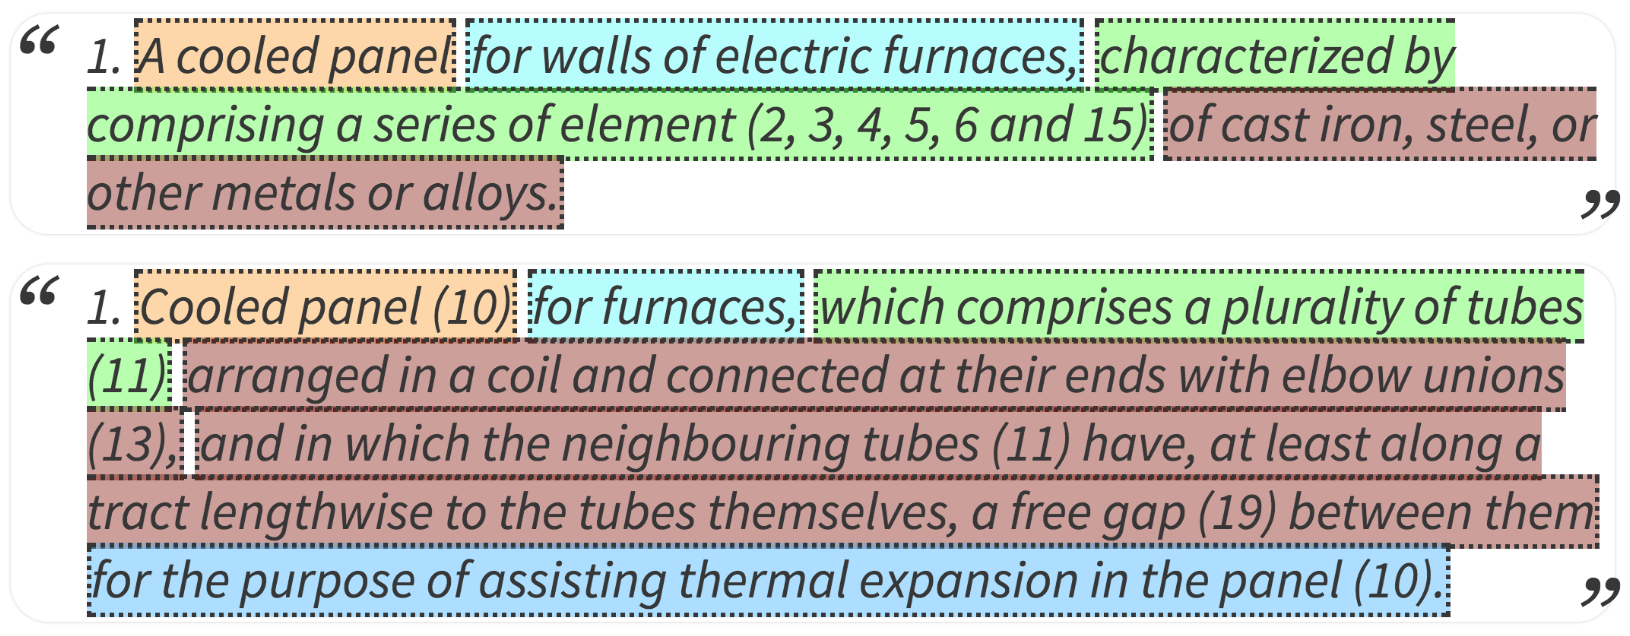 “ 1. A cooled panel for walls of electric furnaces, characterized by
comprising a series of element (2, 3, 4, 5, 6 and 15) of cast iron, steel, or
other metals or alloys. ”
“ 1. Cooled panel (10) for furnaces, which comprises a plurality of tubes
(11) arranged in a coil and connected at their ends with elbow unions
(13), and in which the neighbouring tubes (11) have, at least along a
tract lengthwise to the tubes themselves, a free gap (19) between them
for the purpose of assisting thermal expansion in the panel (10). ”